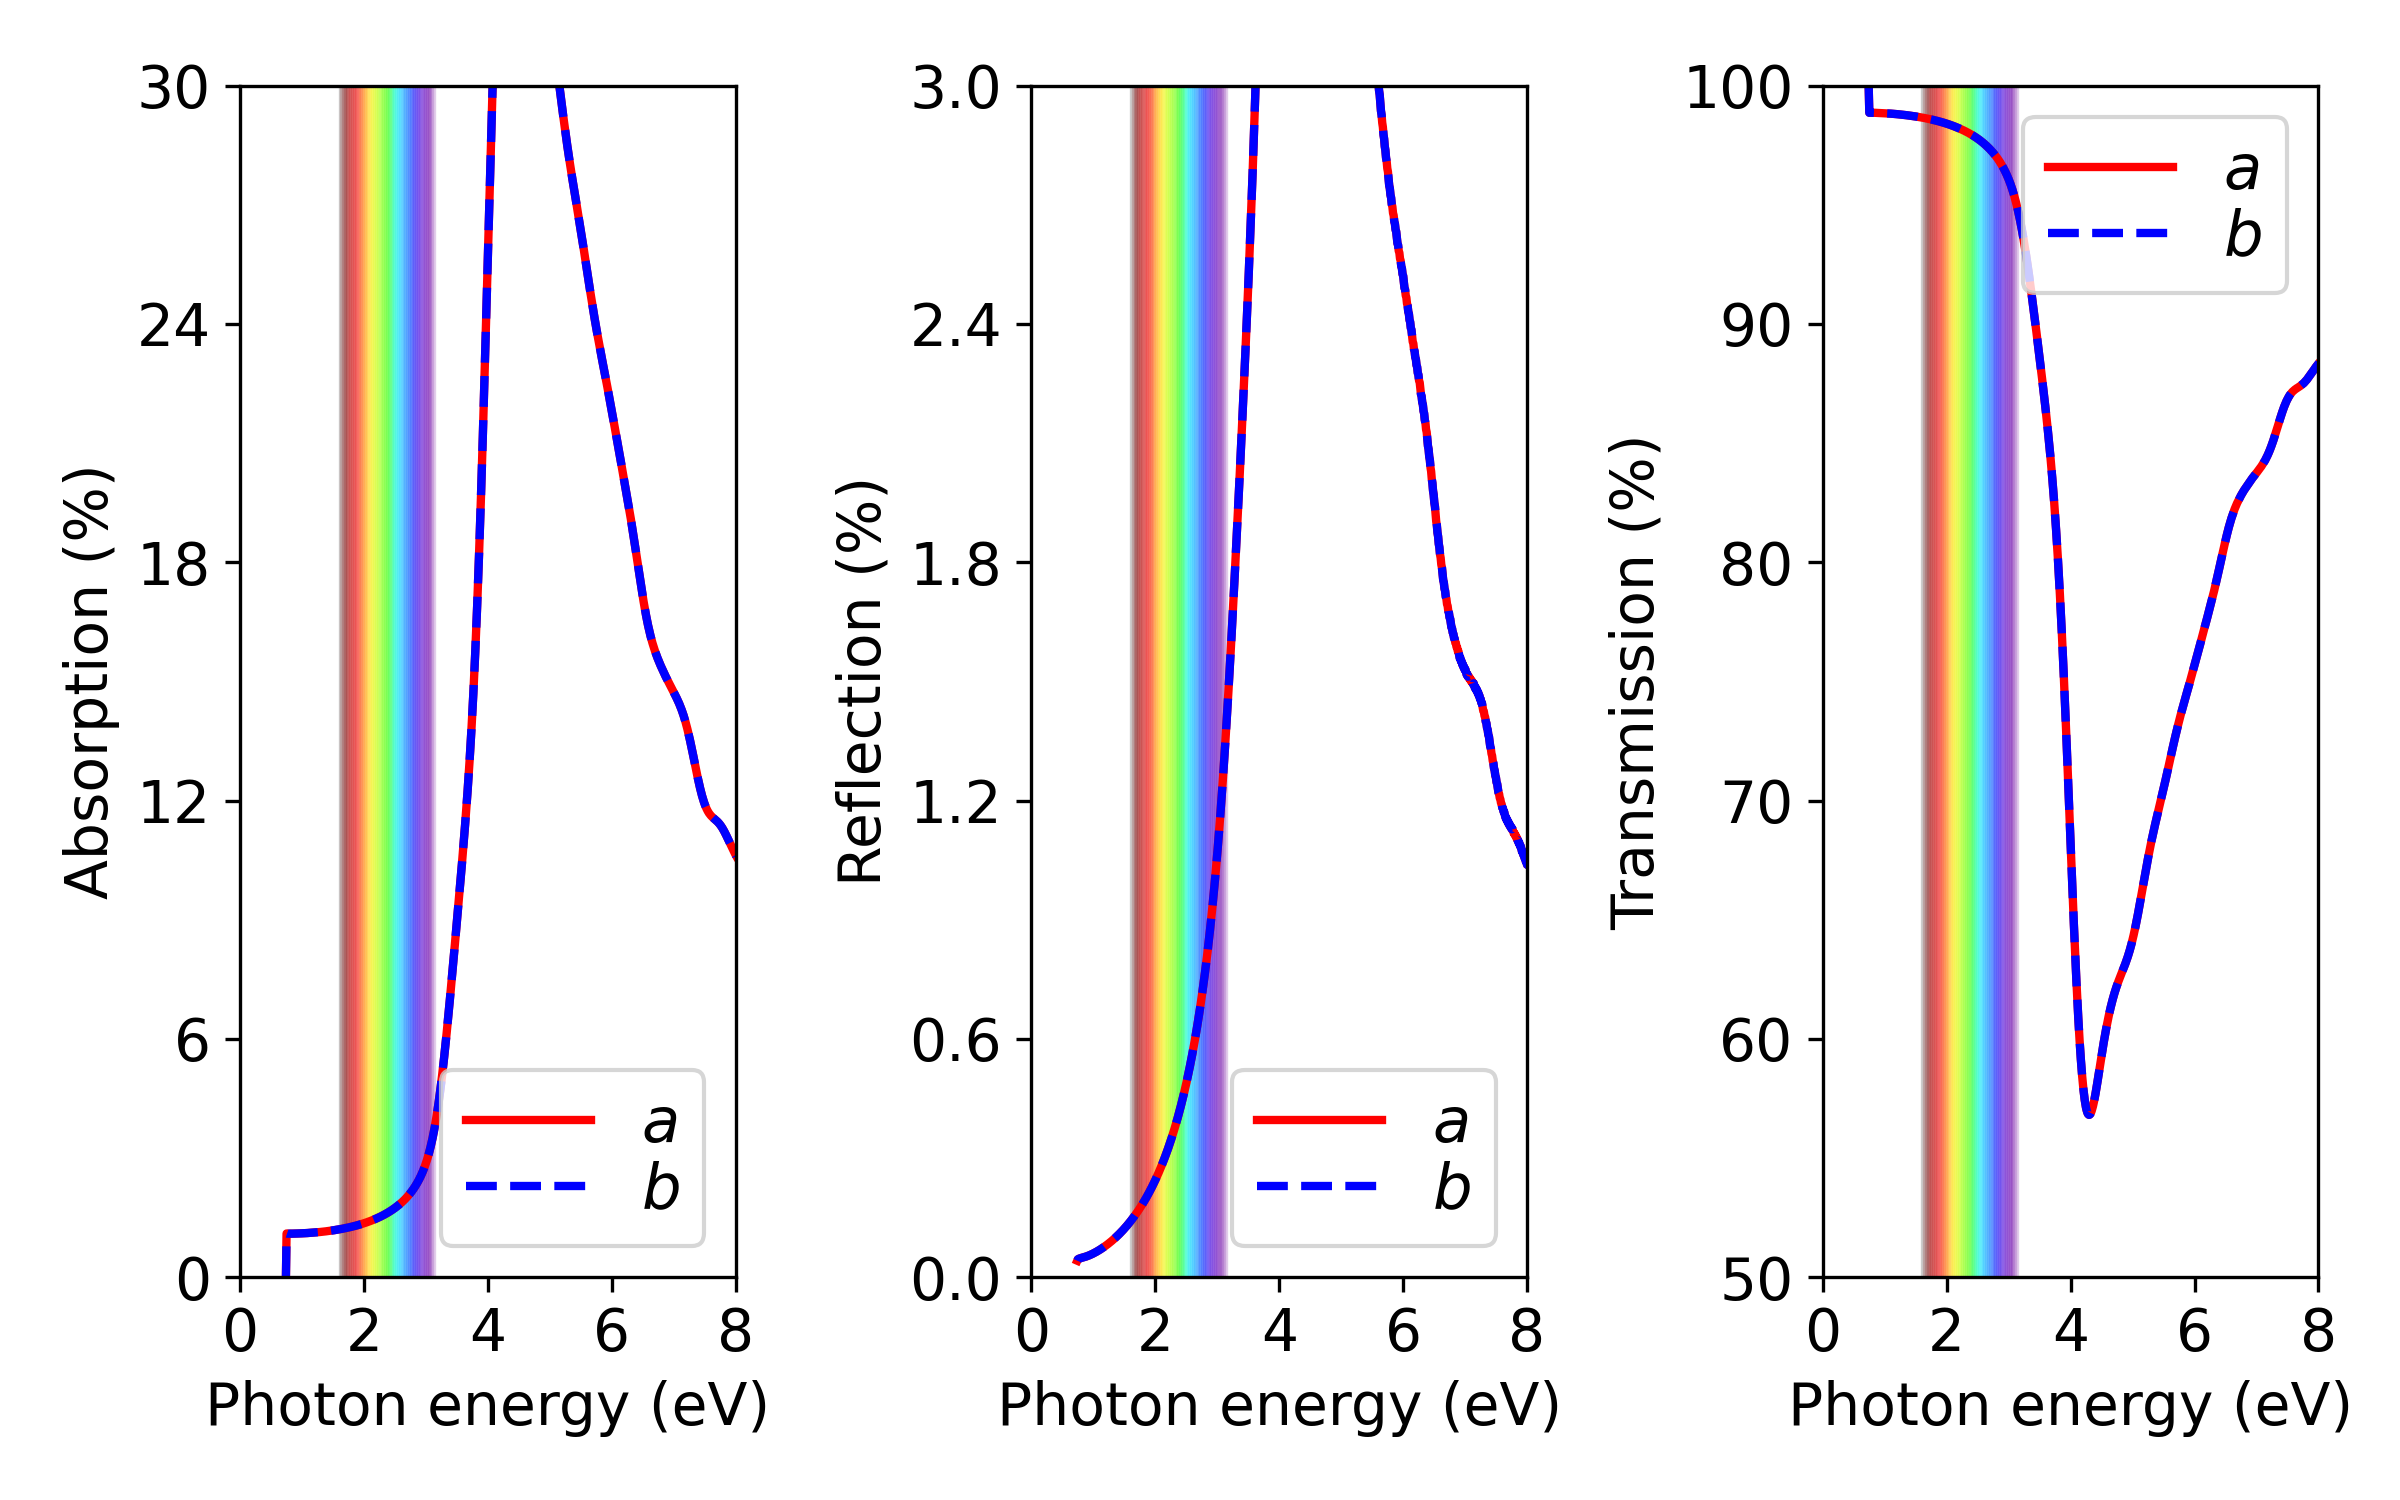 Absorption (%)
30
24
18
12
6
0
0 2 4 6 8
Photon energy (eV)
a
b
Reflection (%)
3.0
2.4
1.8
1.2
0.6
0.0
0 2 4 6 8
Photon energy (eV)
a
b
Transmission (%)
100
90
80
70
60
50
0 2 4 6 8
Photon energy (eV)
a
b